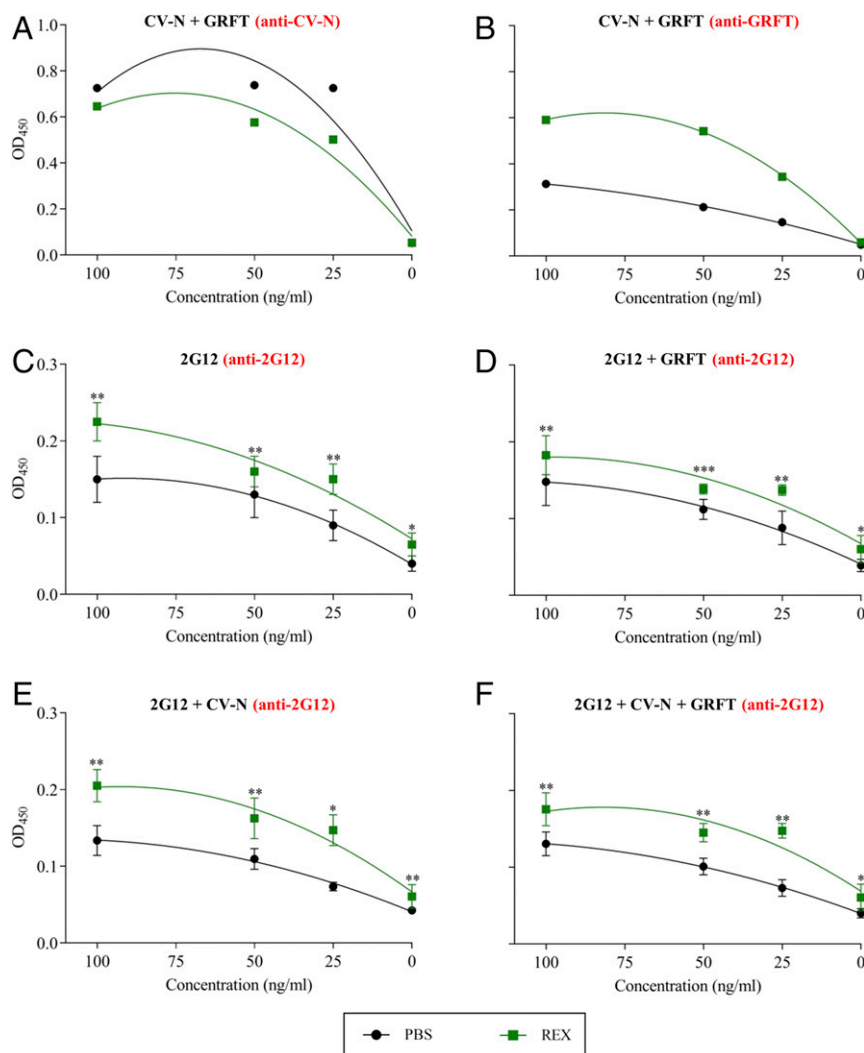 A
CV-N + GRFT (anti-CV-N)
1.0
0.8
0.6
0.4
0.2
0.0
OD450
100 75 50 25 0
Concentration (ng/ml)
B
CV-N + GRFT (anti-GRFT)
100 75 50 25 0
Concentration (ng/ml)
C
2G12 (anti-2G12)
0.3
0.2
0.1
0.0
OD450
** ** ** *
100 75 50 25 0
Concentration (ng/ml)
D
2G12 + GRFT (anti-2G12)
** *** ** *
100 75 50 25 0
Concentration (ng/ml)
E
2G12 + CV-N (anti-2G12)
0.3
0.2
0.1
0.0
OD450
** ** * **
100 75 50 25 0
Concentration (ng/ml)
F
2G12 + CV-N + GRFT (anti-2G12)
** ** ** *
100 75 50 25 0
Concentration (ng/ml)
PBS REX